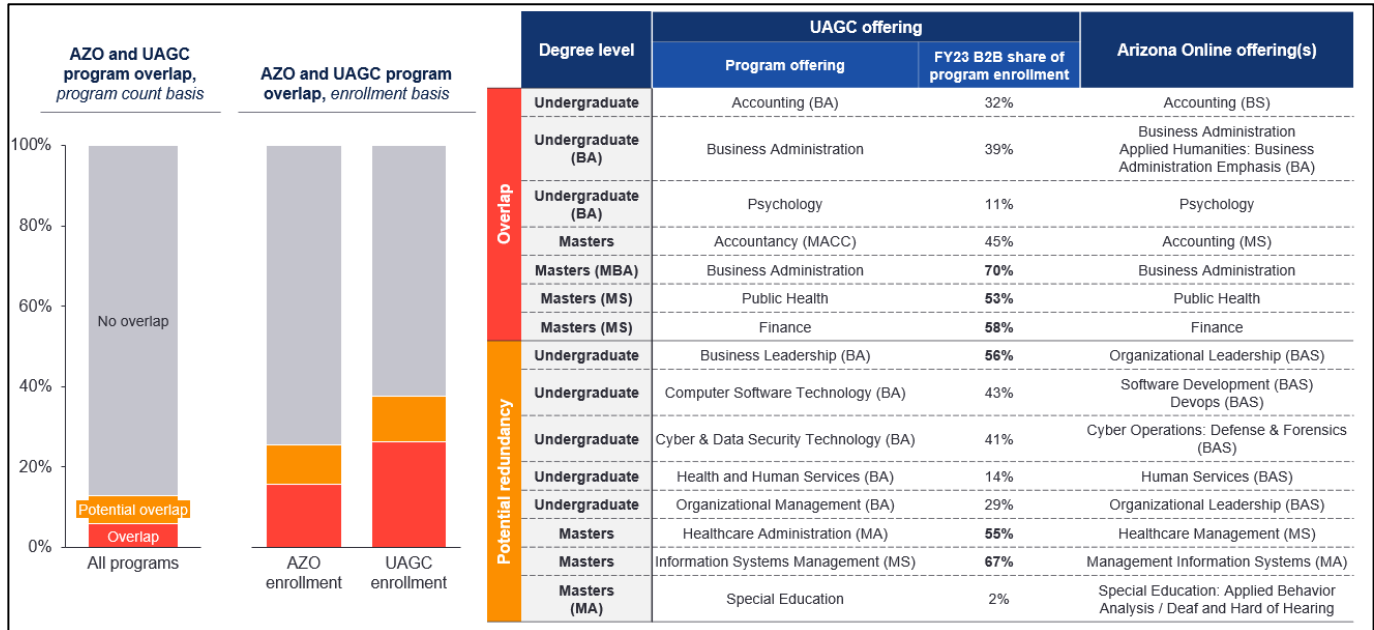 AZO and UAGC
program overlap,
program count basis
AZO and UAGC program
overlap, enrollment basis
100%
80%
60%
40%
20%
0%
No overlap
Potential overlap
Overlap
All programs
AZO
enrollment
UAGC
enrollment
Degree level
UAGC offering
Program offering
FY23 B2B share of
program enrollment
Arizona Online offering(s)
Overlap
Undergraduate
Accounting (BA)
32%
Accounting (BS)
Undergraduate
(BA)
Business Administration
39%
Business Administration
Applied Humanities: Business
Administration Emphasis (BA)
Undergraduate
(BA)
Psychology
11%
Psychology
Masters
Accountancy (MACC)
45%
Accounting (MS)
Masters (MBA)
Business Administration
70%
Business Administration
Masters (MS)
Public Health
53%
Public Health
Masters (MS)
Finance
58%
Finance
Potential redundancy
Undergraduate
Business Leadership (BA)
56%
Organizational Leadership (BAS)
Undergraduate
Computer Software Technology (BA)
43%
Software Development (BAS)
Devops (BAS)
Undergraduate
Cyber & Data Security Technology (BA)
41%
Cyber Operations: Defense & Forensics
(BAS)
Undergraduate
Health and Human Services (BA)
14%
Human Services (BAS)
Undergraduate
Organizational Management (BA)
29%
Organizational Leadership (BAS)
Masters
Healthcare Administration (MA)
55%
Healthcare Management (MS)
Masters
Information Systems Management (MS)
67%
Management Information Systems (MA)
Masters
(MA)
Special Education
2%
Special Education: Applied Behavior
Analysis / Deaf and Hard of Hearing